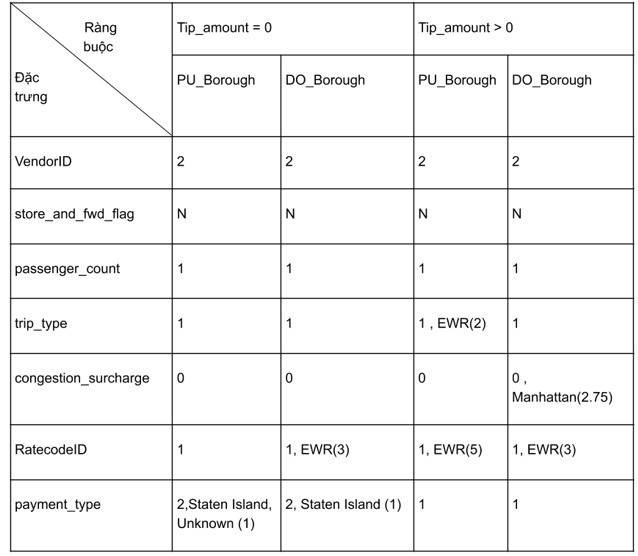 Ràng
buộc
Đặc
trưng
Tip_amount = 0
Tip_amount > 0
PU_Borough
DO_Borough
PU_Borough
DO_Borough
VendorID
2
2
2
2
store_and_fwd_flag
N
N
N
N
passenger_count
1
1
1
1
trip_type
1
1
1 , EWR(2)
1
congestion_surcharge
0
0
0
0 ,
Manhattan(2.75)
RatecodeID
1
1, EWR(3)
1, EWR(5)
1, EWR(3)
payment_type
2,Staten Island,
Unknown (1)
2, Staten Island (1)
1
1